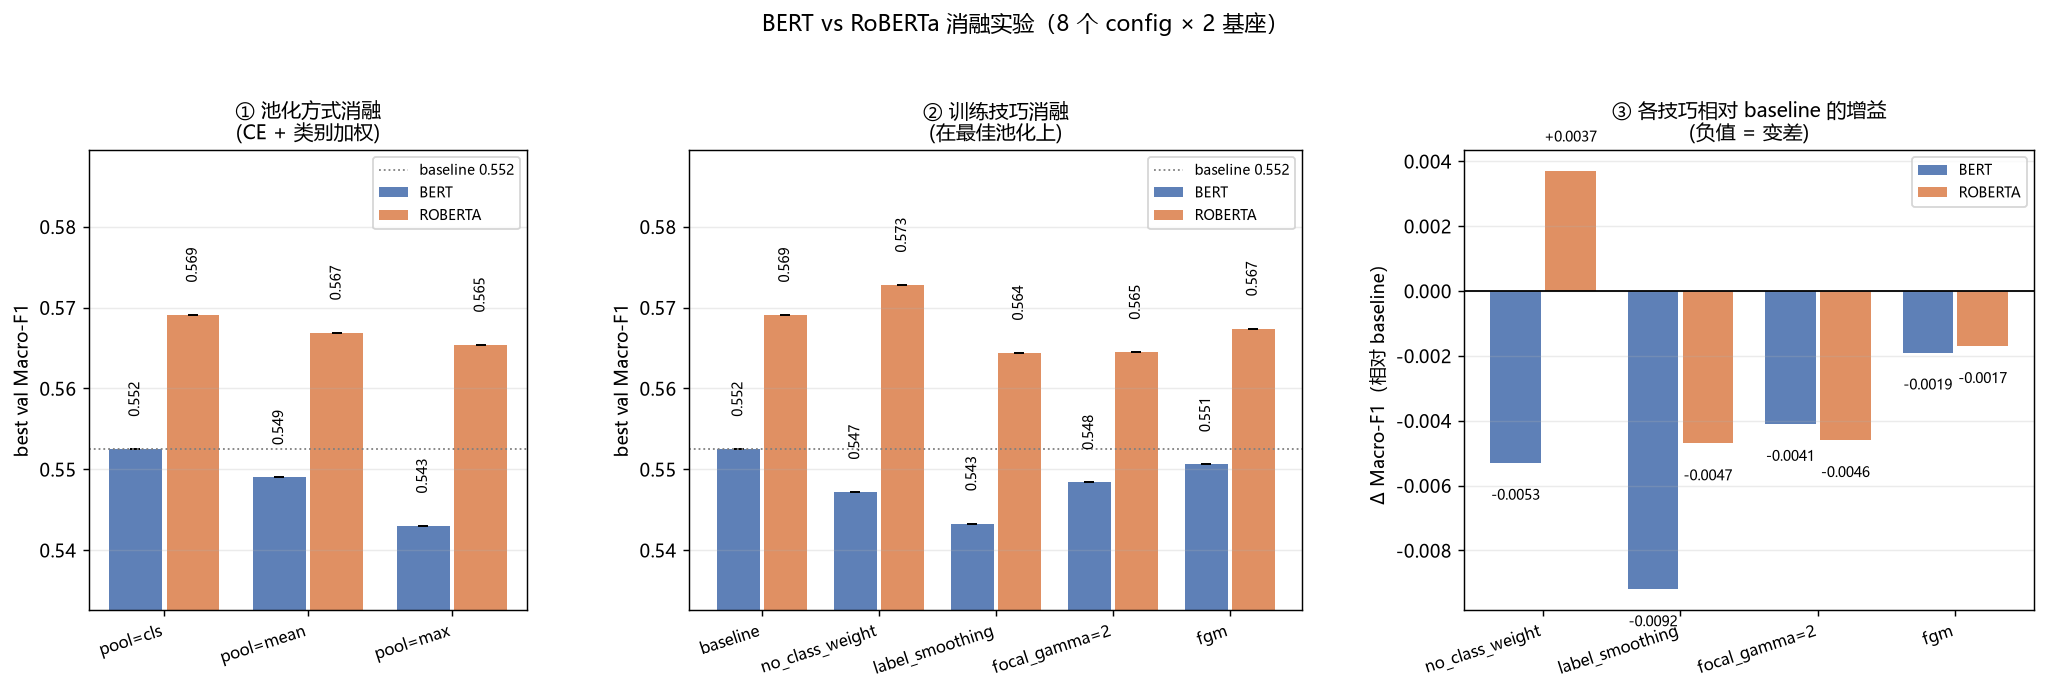 BERT vs RoBERTa 消融实验（8 个 config × 2 基座）
① 池化方式消融
(CE + 类别加权)
best val Macro-F1
0.58
0.57
0.56
0.55
0.54
baseline 0.552
BERT
ROBERTA
0.552
0.569
0.549
0.567
0.543
0.565
pool=cls
pool=mean
pool=max
② 训练技巧消融
(在最佳池化上)
best val Macro-F1
0.58
0.57
0.56
0.55
0.54
baseline 0.552
BERT
ROBERTA
0.552
0.569
0.547
0.573
0.543
0.564
0.548
0.565
0.551
0.567
baseline
no_class_weight
label_smoothing
focal_gamma=2
fgm
③ 各技巧相对 baseline 的增益
(负值 = 变差)
Δ Macro-F1（相对 baseline）
0.004
0.002
0.000
-0.002
-0.004
-0.006
-0.008
BERT
ROBERTA
-0.0053
+0.0037
-0.0092
-0.0047
-0.0041
-0.0046
-0.0019
-0.0017
no_class_weight
label_smoothing
focal_gamma=2
fgm